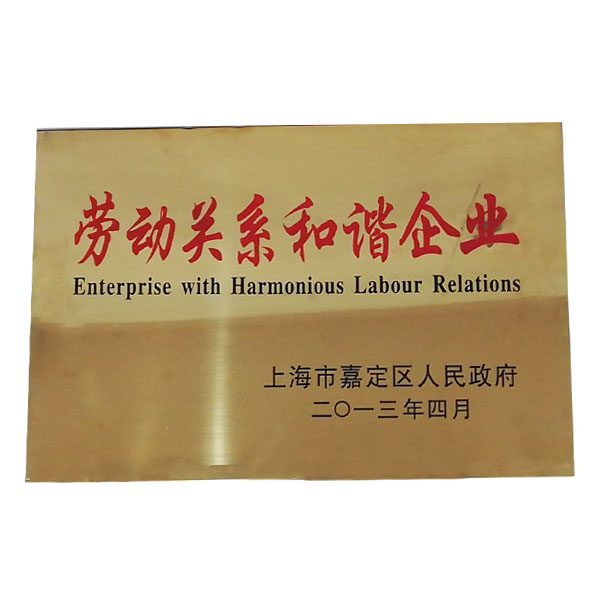 劳动关系和谐企业
Enterprise with Harmonious Labour Relations
上海市嘉定区人民政府
二〇一三年四月